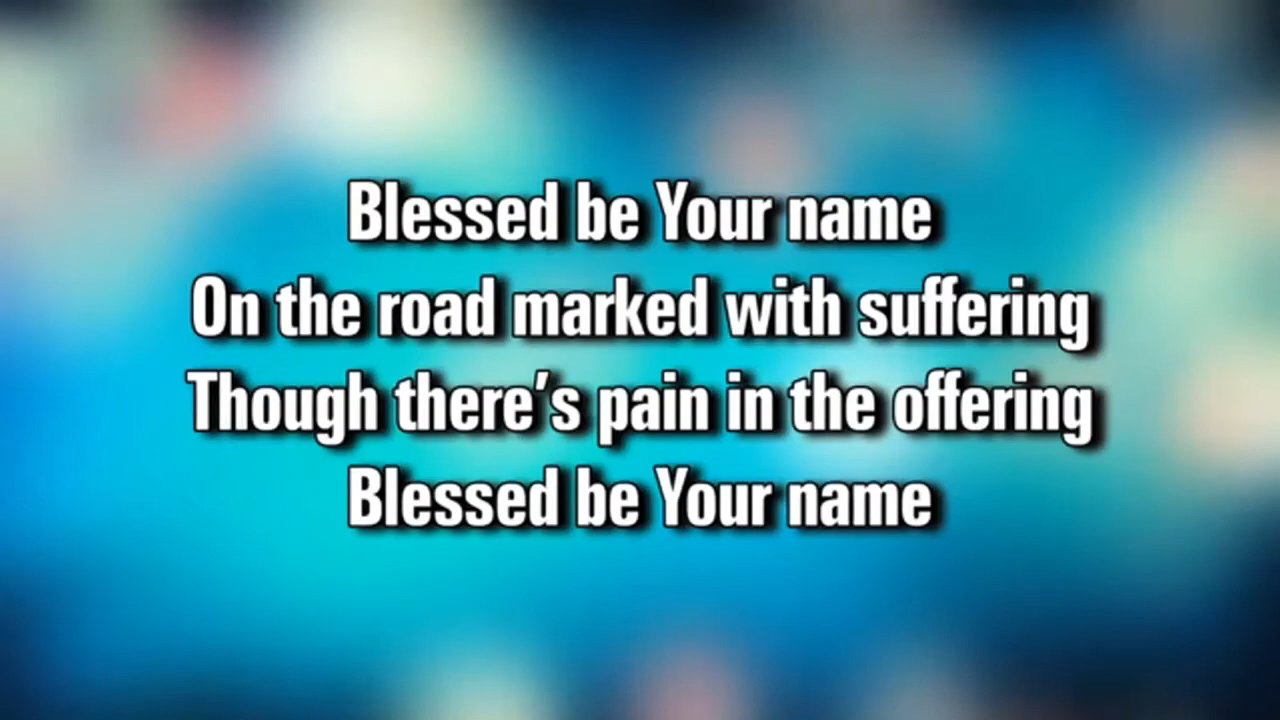 Blessed be Your name
On the road marked with suffering
Though there's pain in the offering
Blessed be Your name